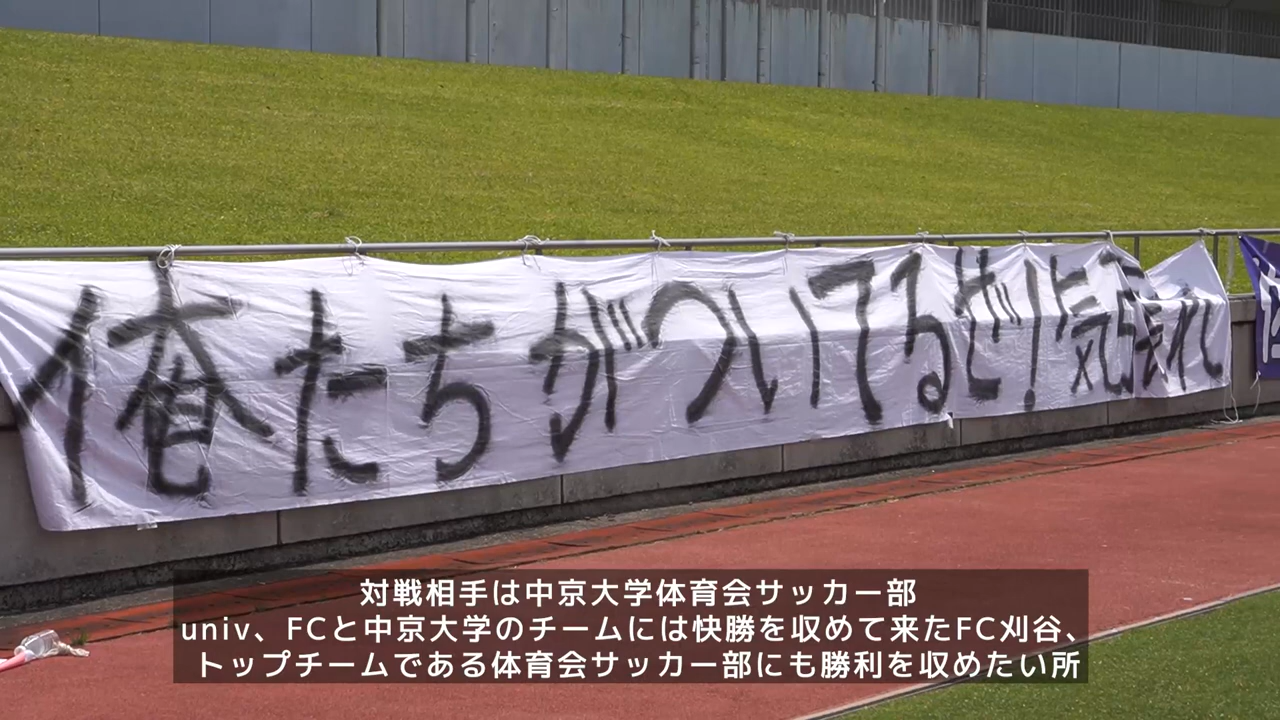 俺たちがついてるぜ!気ら
対戦相手は中京大学体育会サッカー部
univ、FCと中京大学のチームには快勝を収めて来たFC刈谷、
トップチームである体育会サッカー部にも勝利を収めたい所